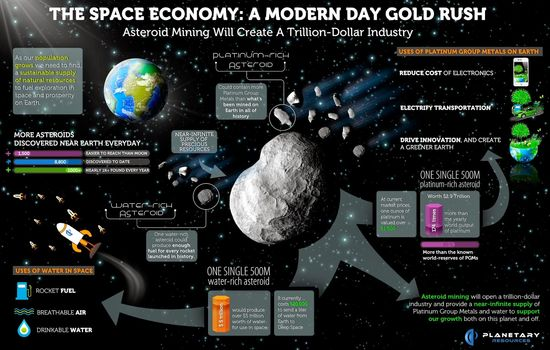 THE SPACE ECONOMY: A MODERN DAY GOLD RUSH
Asteroid Mining Will Create A Trillion-Dollar Industry
As our population
grows we need to find
a sustainable supply
of natural resources
to fuel exploration in
space and prosperity
on Earth.
PLATINUM-RICH
ASTEROID
Could contain more
Platinum Group
Metals than what's
been mined on
Earth in all of
history
USES OF PLATINUM GROUP METALS ON EARTH
REDUCE COST OF ELECTRONICS
ELECTRIFY TRANSPORTATION
DRIVE INNOVATION, AND CREATE
A GREENER EARTH
MORE ASTEROIDS
DISCOVERED NEAR EARTH EVERYDAY
1,500 EASIER TO REACH THAN MOON
8,800 DISCOVERED TO DATE
1000+ NEARLY 1K+ FOUND EVERY YEAR
NEAR-INFINITE
SUPPLY OF
PRECIOUS
RESOURCES
WATER-RICH
ASTEROID
One water-rich
asteroid could
produce enough
fuel for every rocket
launched in history.
ONE SINGLE 500M
platinum-rich asteroid
At current
market prices,
one ounce of
platinum is
valued over
Worth $2.9 Trillion
more than
the yearly
world output of
platinum
More than the known
world-reserves of PGMs
USES OF WATER IN SPACE
ROCKET FUEL
BREATHABLE AIR
DRINKABLE WATER
ONE SINGLE 500M
water-rich asteroid
would produce
over $5 trillion
worth of water
for use in space.
It currently
costs $20,000
to send a liter
of water from
Earth to
Deep Space
Asteroid mining will open a trillion-dollar
industry and provide a near-infinite supply of
Platinum Group Metals and water to support
our growth both on this planet and off.
PLANETARY
RESOURCES